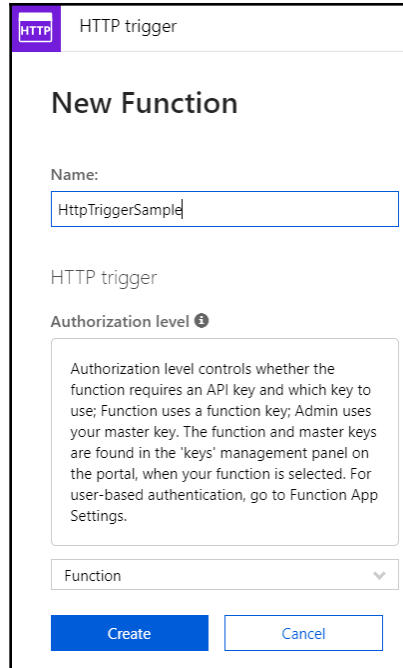 HTTP
HTTP trigger
New Function
Name:
HttpTriggerSample
HTTP trigger
Authorization level
Authorization level controls whether the
function requires an API key and which key to
use; Function uses a function key; Admin uses
your master key. The function and master keys
are found in the 'keys' management panel on
the portal, when your function is selected. For
user-based authentication, go to Function App
Settings.
Function
Create
Cancel